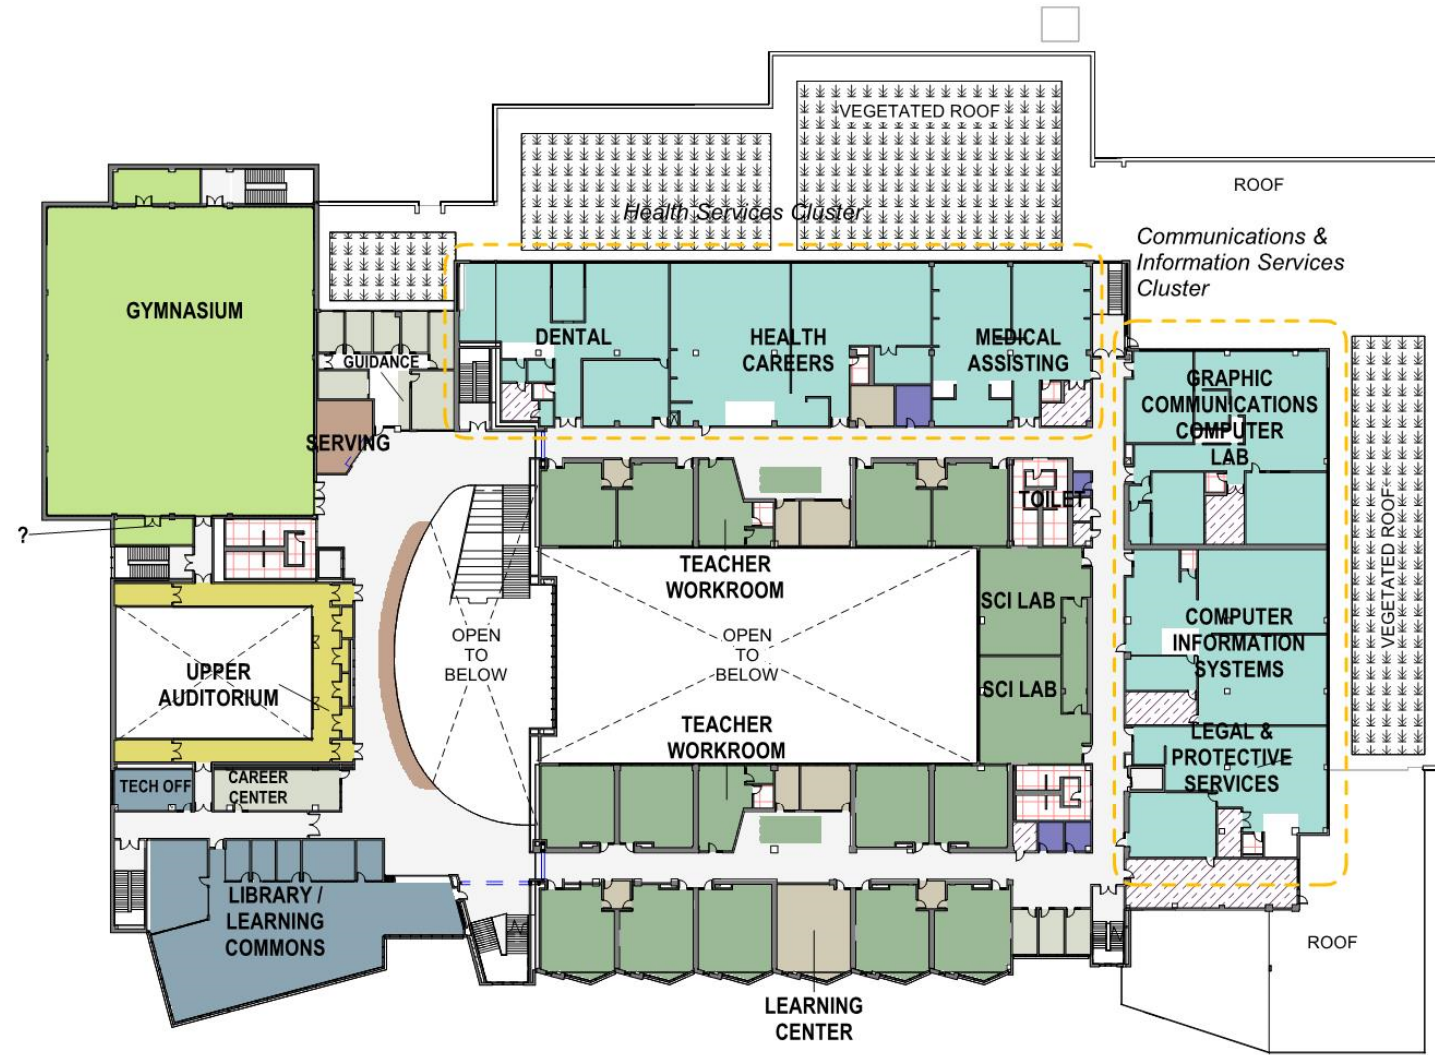 VEGETATED ROOF
ROOF
Health Services Cluster
Communications &
Information Services
Cluster
GYMNASIUM
DENTAL
HEALTH
CAREERS
MEDICAL
ASSISTING
GUIDANCE
GRAPHIC
COMMUNICATIONS
COMPUTER
LAB
SERVING
TOILET
?
VEGETATED ROOF
TEACHER
WORKROOM
SCI LAB
OPEN
TO
BELOW
OPEN
TO
BELOW
COMPUTER
INFORMATION
SYSTEMS
UPPER
AUDITORIUM
SCI LAB
TEACHER
WORKROOM
LEGAL &
PROTECTIVE
SERVICES
TECH OFF
CAREER
CENTER
LIBRARY /
LEARNING
COMMONS
ROOF
LEARNING
CENTER